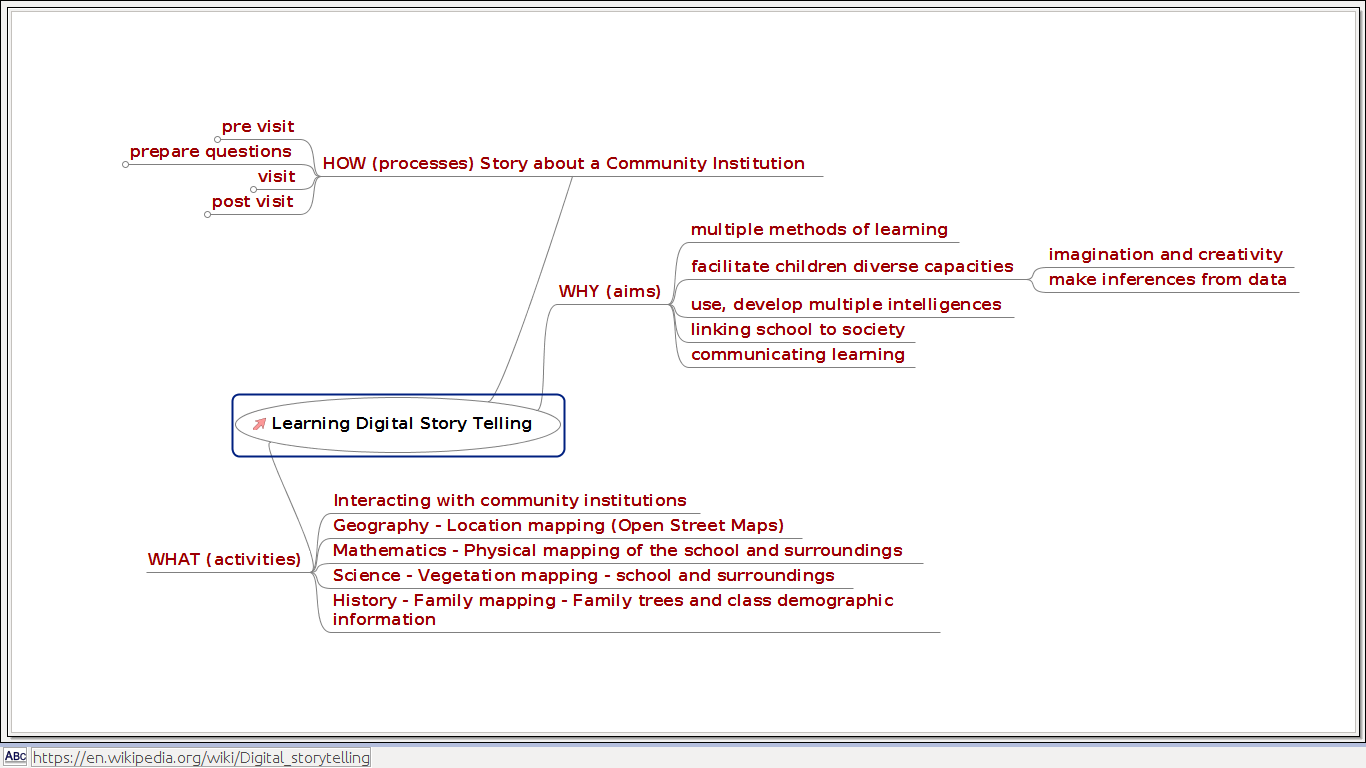 pre visit
prepare questions
visit
post visit
HOW (processes) Story about a Community Institution
WHY (aims)
multiple methods of learning
facilitate children diverse capacities
imagination and creativity
make inferences from data
use, develop multiple intelligences
linking school to society
communicating learning
Learning Digital Story Telling
WHAT (activities)
Interacting with community institutions
Geography - Location mapping (Open Street Maps)
Mathematics - Physical mapping of the school and surroundings
Science - Vegetation mapping - school and surroundings
History - Family mapping - Family trees and class demographic
information
ABC https://en.wikipedia.org/wiki/Digital_storytelling